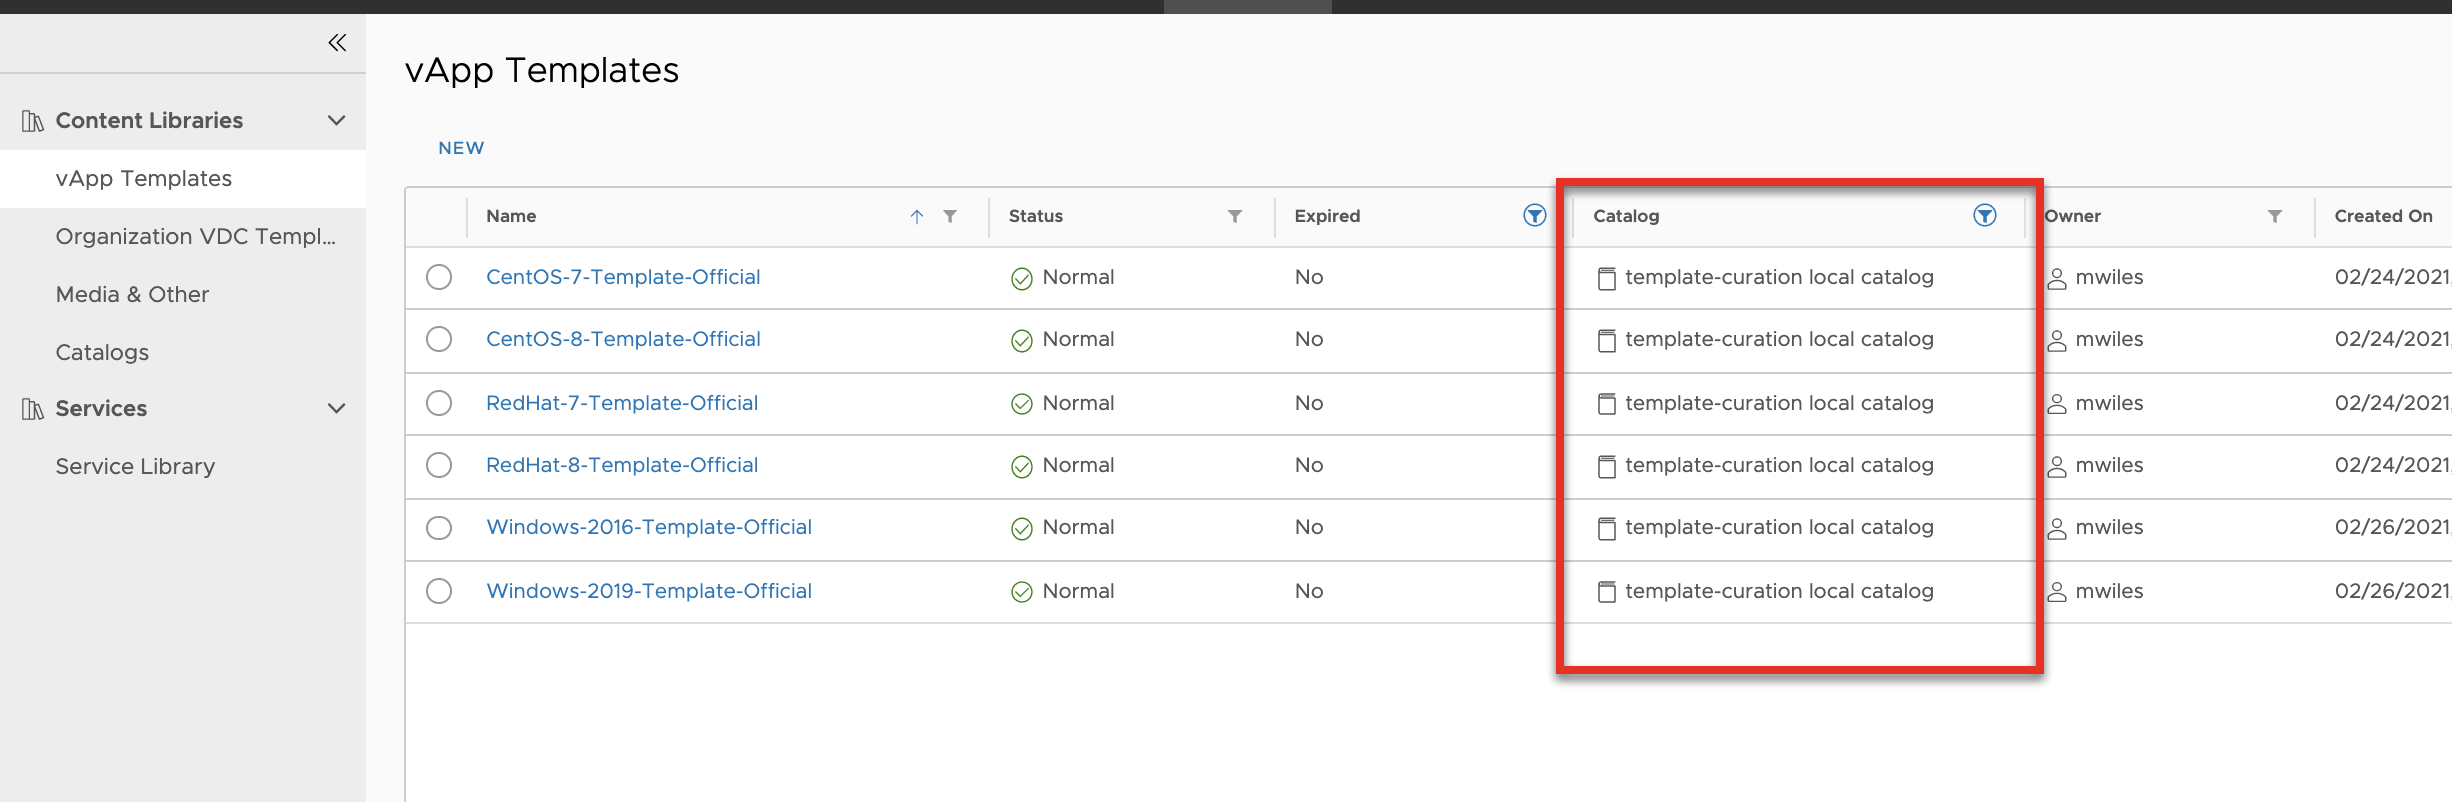 vApp Templates
Content Libraries
NEW
vApp Templates
Name Status Expired Catalog Owner Created On
Organization VDC Templ...
CentOS-7-Template-Official Normal No template-curation local catalog mwiles 02/24/2021,
Media & Other
CentOS-8-Template-Official Normal No template-curation local catalog mwiles 02/24/2021,
Catalogs
RedHat-7-Template-Official Normal No template-curation local catalog mwiles 02/24/2021,
Services
RedHat-8-Template-Official Normal No template-curation local catalog mwiles 02/24/2021,
Service Library
Windows-2016-Template-Official Normal No template-curation local catalog mwiles 02/26/2021,
Windows-2019-Template-Official Normal No template-curation local catalog mwiles 02/26/2021,